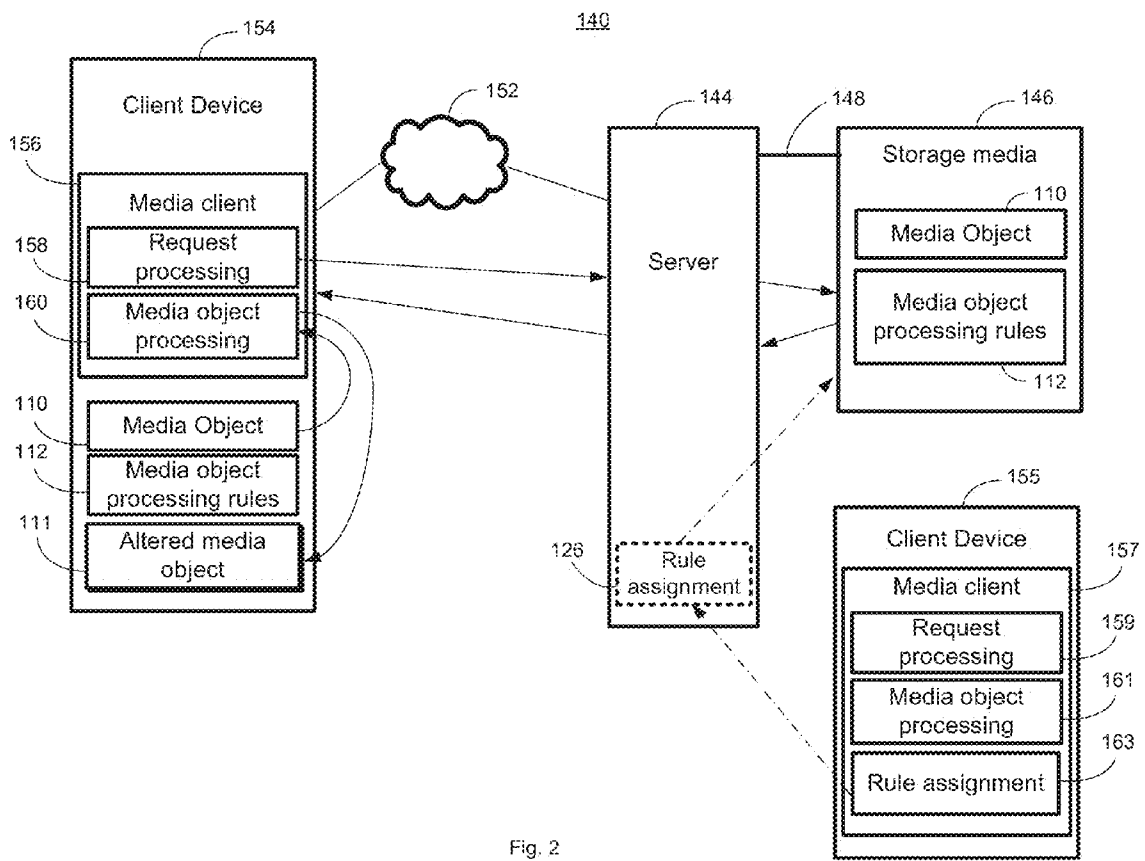 140
154
Client Device
156
Media client
158
Request
processing
160
Media object
processing
110
Media Object
112
Media object
processing rules
111
Altered media
object
152
144
Server
126
Rule
assignment
148
146
Storage media
110
Media Object
Media object
processing rules
112
155
Client Device
157
Media client
Request
processing
159
Media object
processing
161
163
Rule assignment
Fig. 2